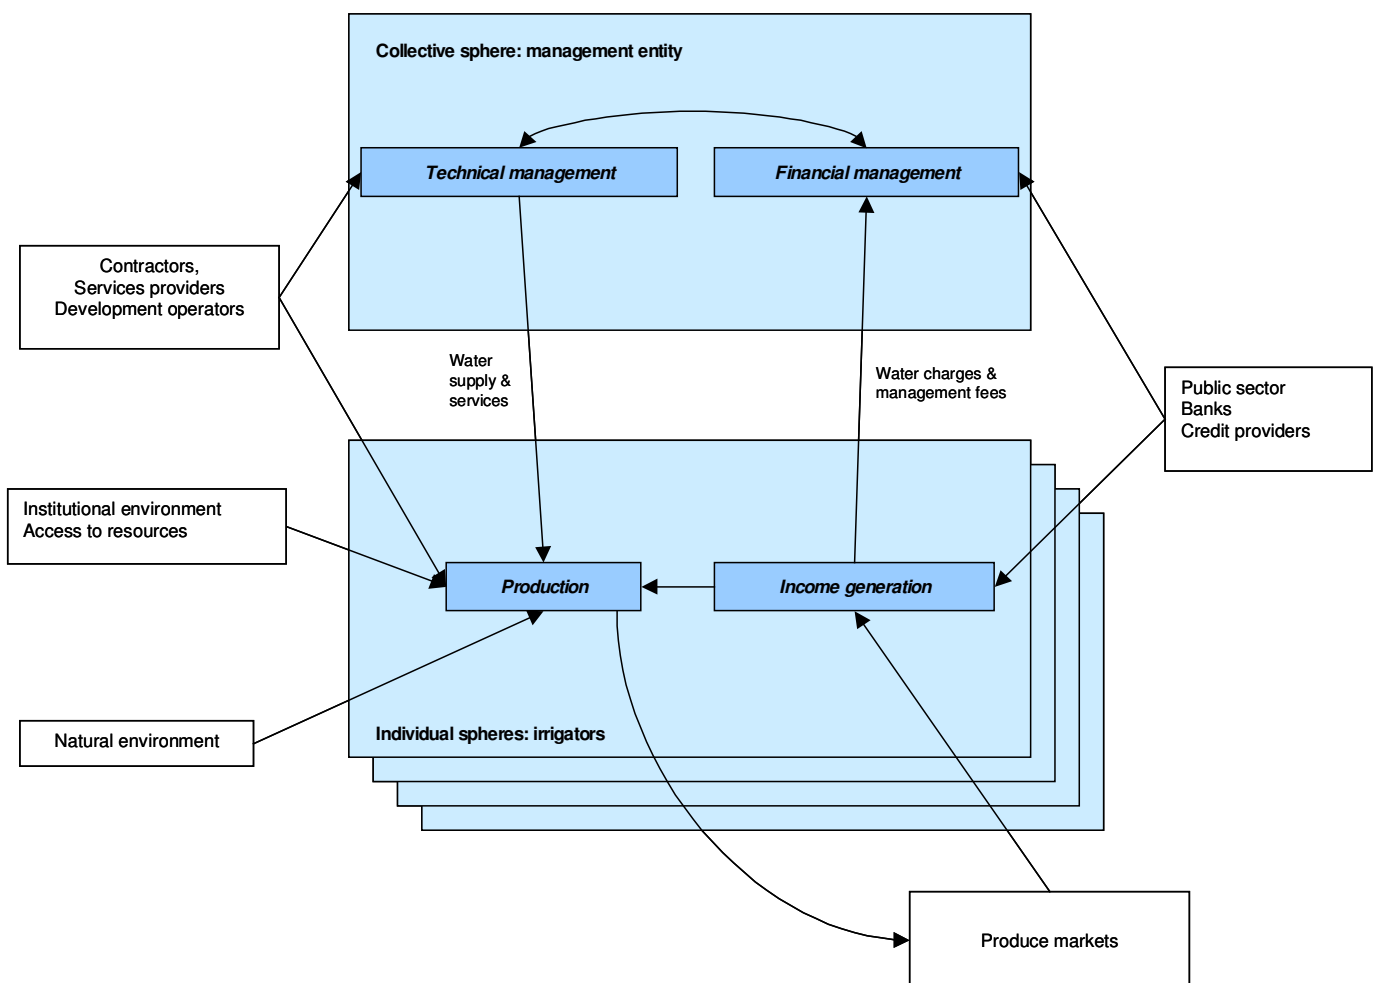 Collective sphere: management entity
Technical management
Financial management
Contractors,
Services providers
Development operators
Water
supply &
services
Water charges &
management fees
Public sector
Banks
Credit providers
Institutional environment
Access to resources
Production
Income generation
Natural environment
Individual spheres: irrigators
Produce markets